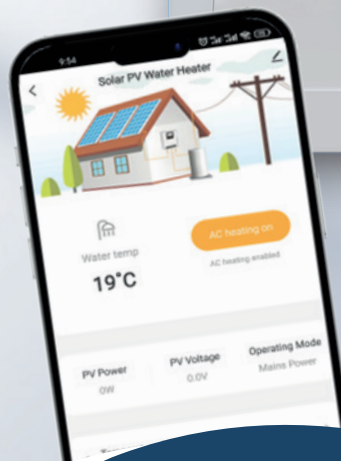 9:54
Solar PV Water Heater
Water temp
19°C
AC heating on
AC heating enabled
PV Power
0W
PV Voltage
0.0V
Operating Mode
Mains Power